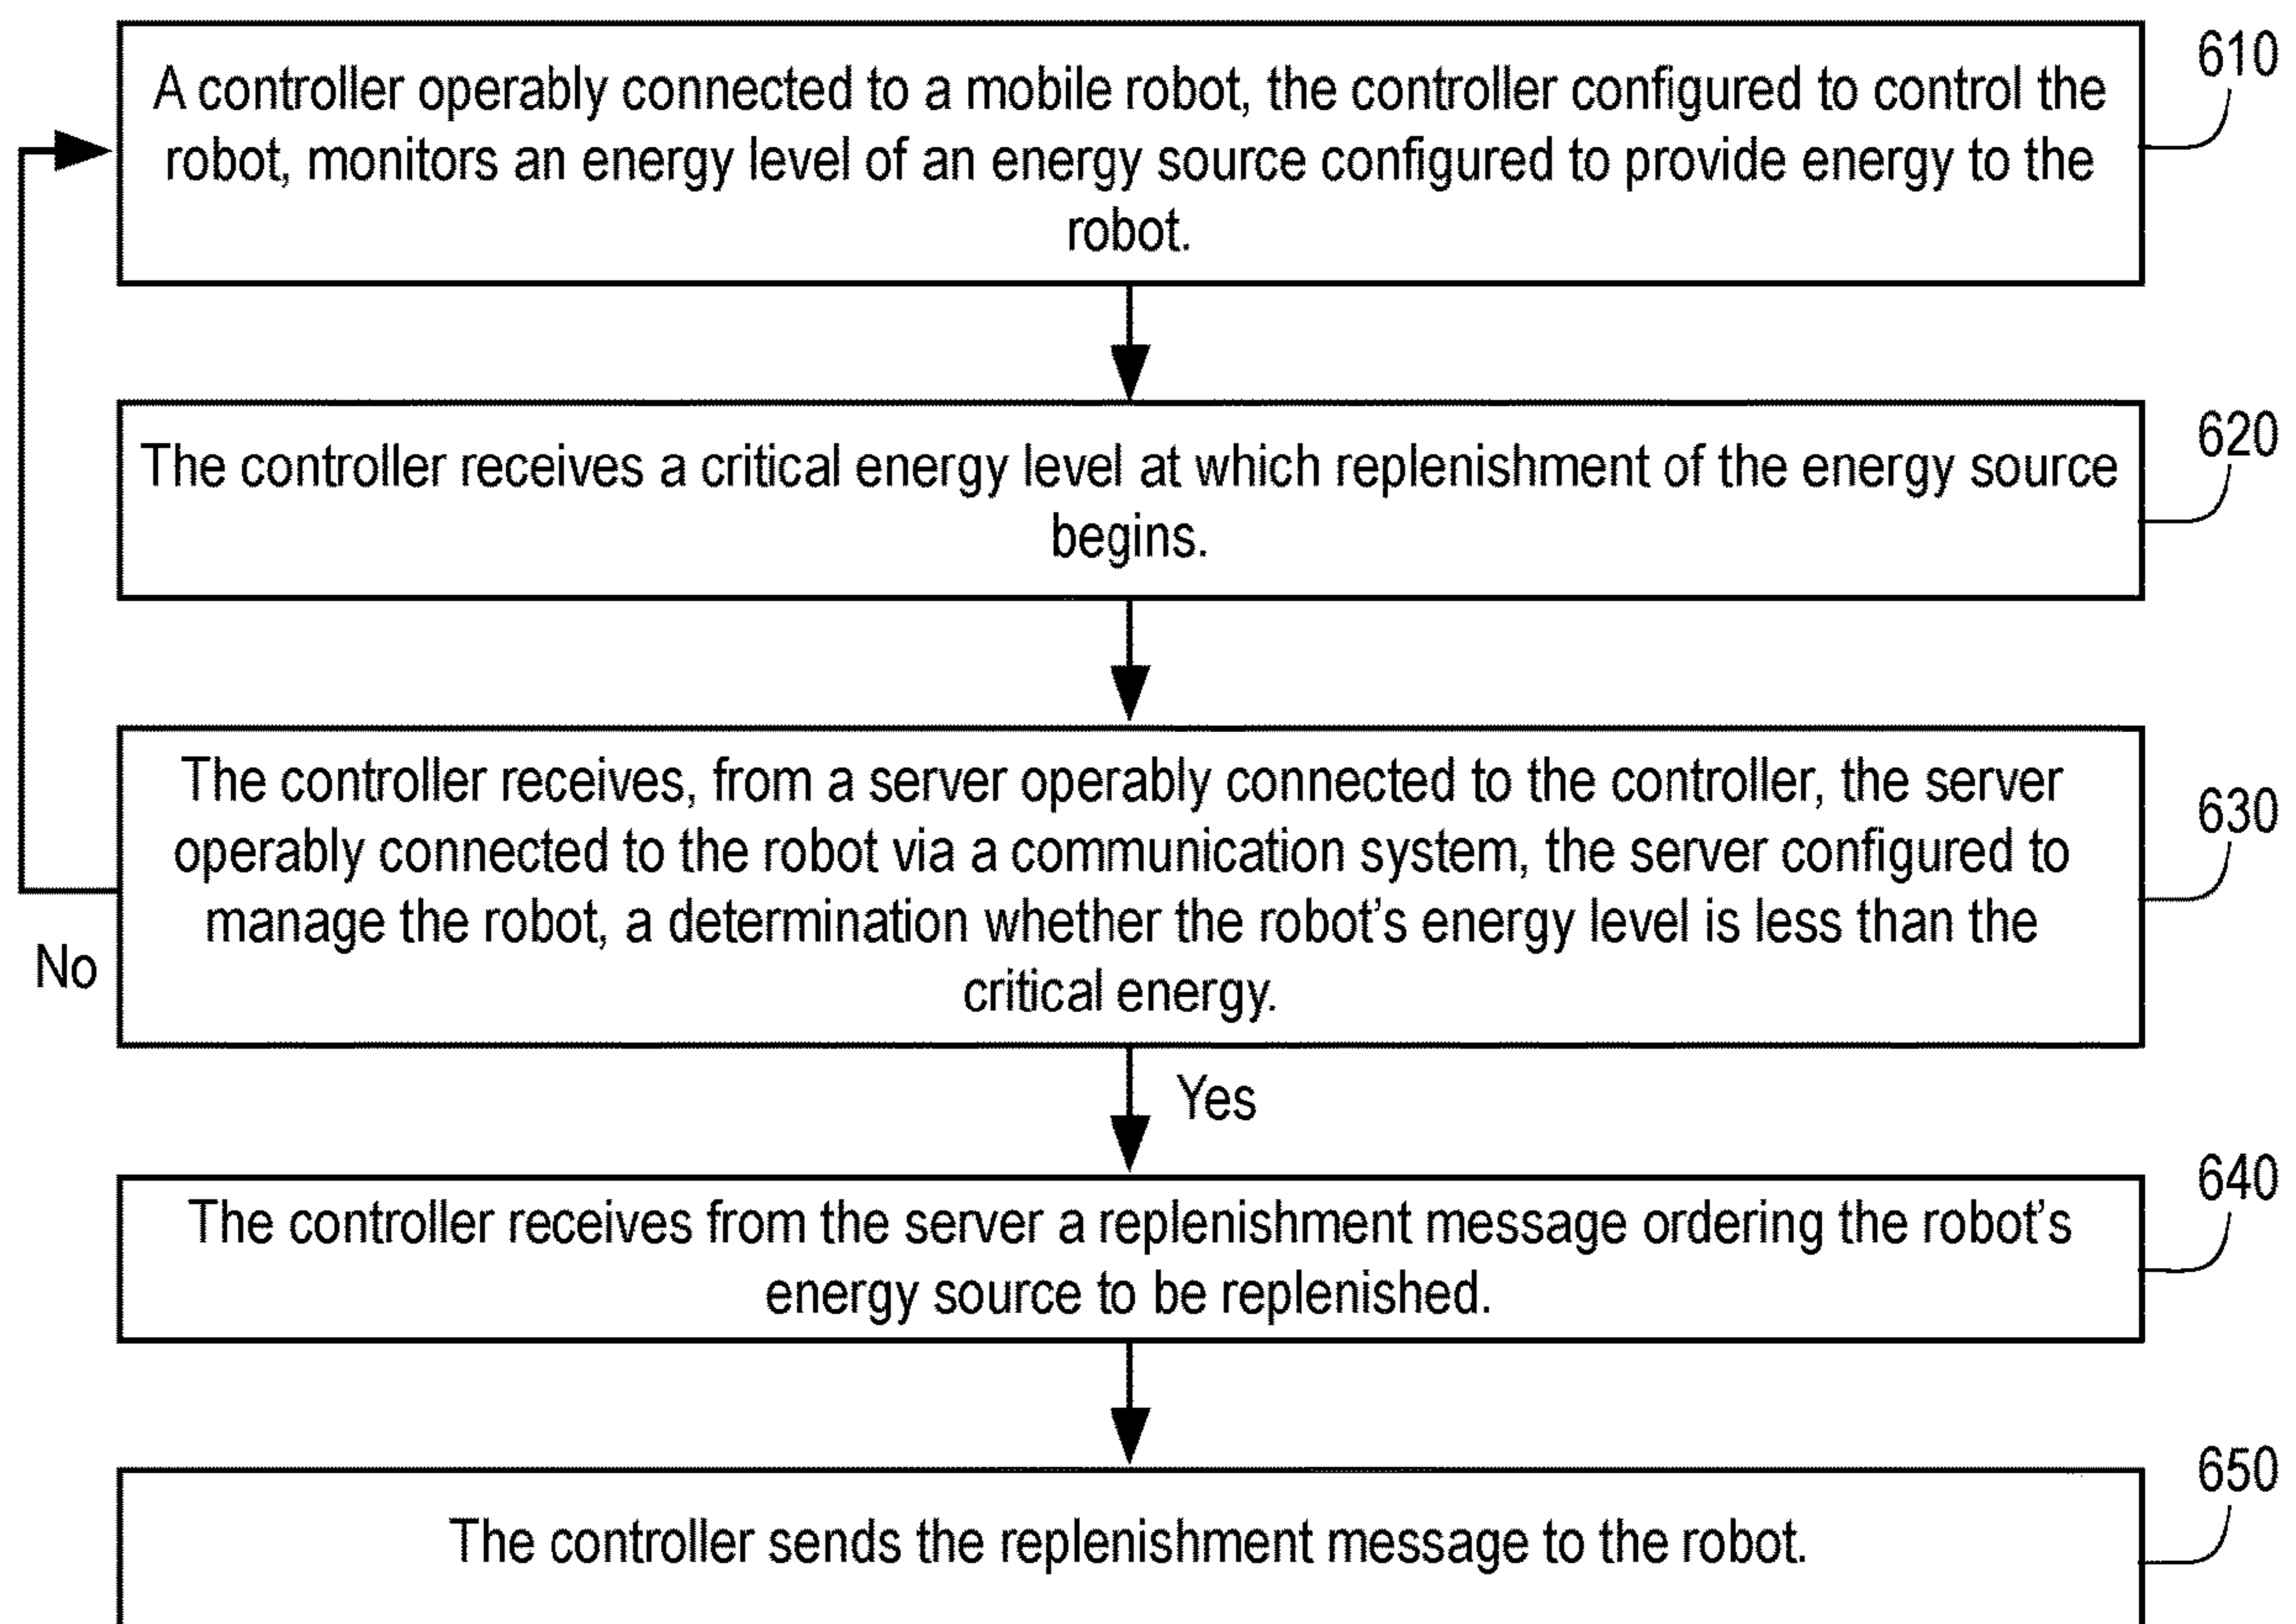 A controller operably connected to a mobile robot, the controller configured to control the
robot, monitors an energy level of an energy source configured to provide energy to the
robot.
610
The controller receives a critical energy level at which replenishment of the energy source
begins.
620
The controller receives, from a server operably connected to the controller, the server
operably connected to the robot via a communication system, the server configured to
manage the robot, a determination whether the robot’s energy level is less than the
critical energy.
630
No
Yes
The controller receives from the server a replenishment message ordering the robot’s
energy source to be replenished.
640
The controller sends the replenishment message to the robot.
650